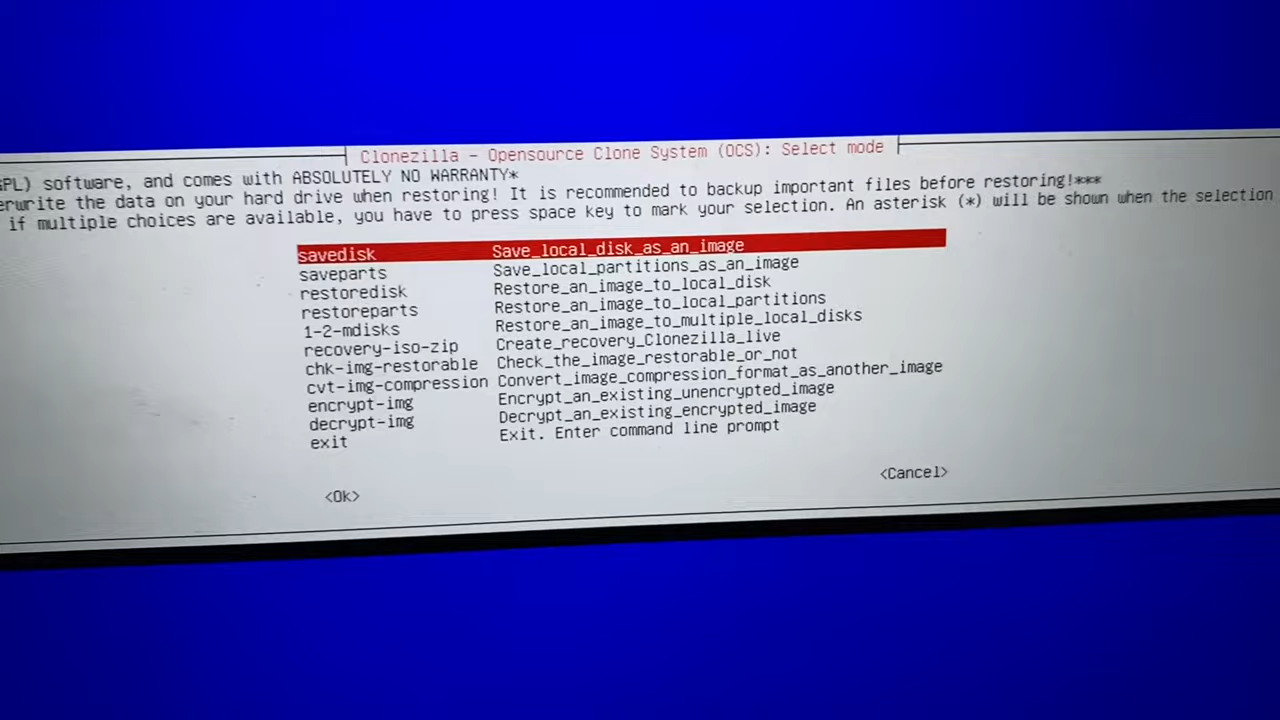 Clonezilla - Opensource Clone System (OCS): Select mode
GPL) software, and comes with ABSOLUTELY NO WARRANTY*
erwrite the data on your hard drive when restoring! It is recommended to backup important files before restoring!***
if multiple choices are available, you have to press space key to mark your selection. An asterisk (*) will be shown when the selection
savedisk Save_local_disk_as_an_image
saveparts Save_local_partitions_as_an_image
restoredisk Restore_an_image_to_local_disk
restoreparts Restore_an_image_to_local_partitions
1-2-mdisks Restore_an_image_to_multiple_local_disks
recovery-iso-zip Create_recovery_Clonezilla_live
chk-img-restorable Check_the_image_restorable_or_not
cvt-img-compression Convert_image_compression_format_as_another_image
encrypt-img Encrypt_an_existing_unencrypted_image
decrypt-img Decrypt_an_existing_encrypted_image
exit Exit. Enter command line prompt
<Ok> <Cancel>